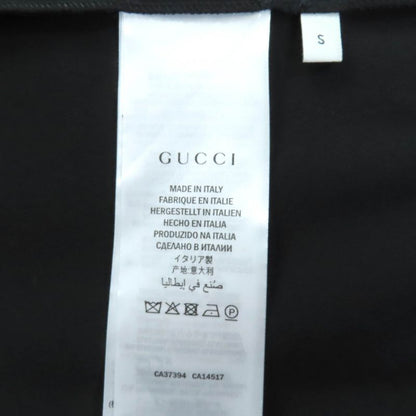 S
GUCCI
MADE IN ITALY
FABRIQUE EN ITALIE
HERGESTELLT IN ITALIEN
HECHO EN ITALIA
PRODUZIDO NA ITALIA
СДЕЛАНО В ИТАЛИИ
イタリア製
产地:意大利
صنع في إيطاليا
P
CA37394 CA14517